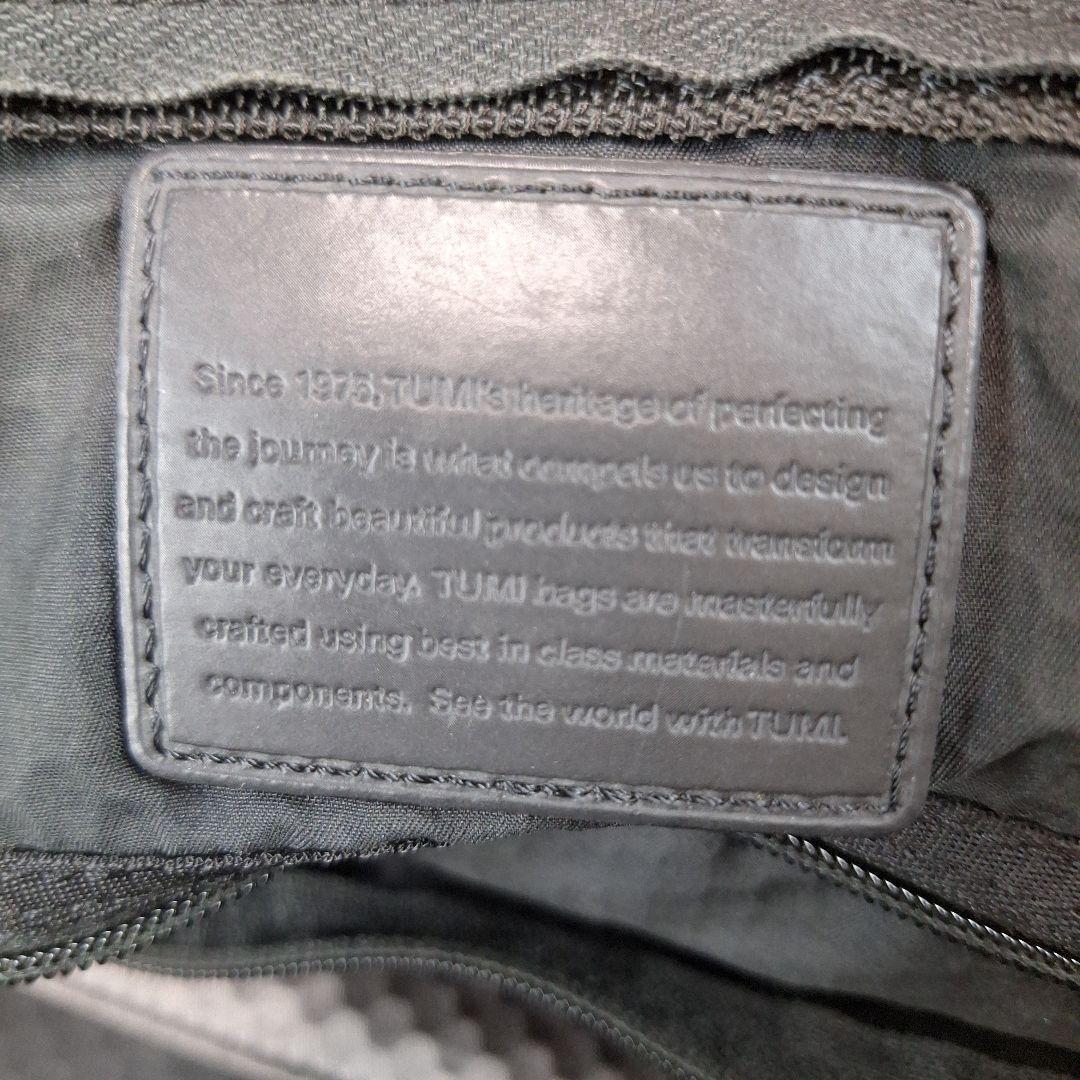 Since 1975, TUMI's heritage of perfecting
the journey is what compels us to design
and craft beautiful products that transform
your everyday. TUMI bags are masterfully
crafted using best in class materials and
components. See the world with TUMI.